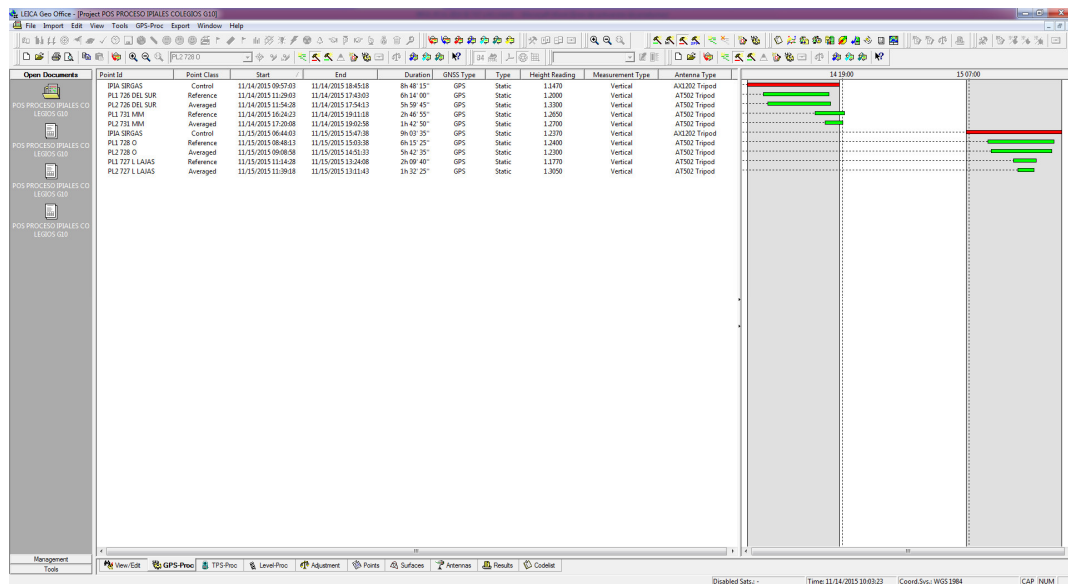 LEICA Geo Office - [Project POS PROCESO IPIALES COLEGIOS G10]
File Import Edit View Tools GPS-Proc Export Window Help
PL2 728 O
Open Documents
POS PROCESO IPIALES CO
LEGIOS G10
POS PROCESO IPIALES CO
LEGIOS G10
POS PROCESO IPIALES CO
LEGIOS G10
POS PROCESO IPIALES CO
LEGIOS G10
Point Id Point Class Start / End Duration GNSS Type Type Height Reading Measurement Type Antenna Type 14 19:00 15 07:00
IPIA SIRGAS Control 11/14/2015 09:57:03 11/14/2015 18:45:18 8h 48' 15" GPS Static 1.1470 Vertical AX1202 Tripod
PL1 726 DEL SUR Reference 11/14/2015 11:29:03 11/14/2015 17:43:03 6h 14' 00" GPS Static 1.2000 Vertical AT502 Tripod
PL2 726 DEL SUR Averaged 11/14/2015 11:54:28 11/14/2015 17:54:13 5h 59' 45" GPS Static 1.3300 Vertical AT502 Tripod
PL1 731 MM Reference 11/14/2015 16:24:23 11/14/2015 19:11:18 2h 46' 55" GPS Static 1.2650 Vertical AT502 Tripod
PL2 731 MM Averaged 11/14/2015 17:20:08 11/14/2015 19:02:58 1h 42' 50" GPS Static 1.2700 Vertical AT502 Tripod
IPIA SIRGAS Control 11/15/2015 06:44:03 11/15/2015 15:47:38 9h 03' 35" GPS Static 1.2370 Vertical AX1202 Tripod
PL1 728 O Reference 11/15/2015 08:48:13 11/15/2015 15:03:38 6h 15' 25" GPS Static 1.2400 Vertical AT502 Tripod
PL2 728 O Averaged 11/15/2015 09:08:58 11/15/2015 14:51:33 5h 42' 35" GPS Static 1.2300 Vertical AT502 Tripod
PL1 727 L LAJAS Reference 11/15/2015 11:14:28 11/15/2015 13:24:08 2h 09' 40" GPS Static 1.1770 Vertical AT502 Tripod
PL2 727 L LAJAS Averaged 11/15/2015 11:39:18 11/15/2015 13:11:43 1h 32' 25" GPS Static 1.3050 Vertical AT502 Tripod
Management
Tools
View/Edit GPS-Proc TPS-Proc Level-Proc Adjustment Points Surfaces Antennas Results Codelist
Disabled Sats.: - Time: 11/14/2015 10:03:23 Coord.Sys.: WGS 1984 CAP NUM